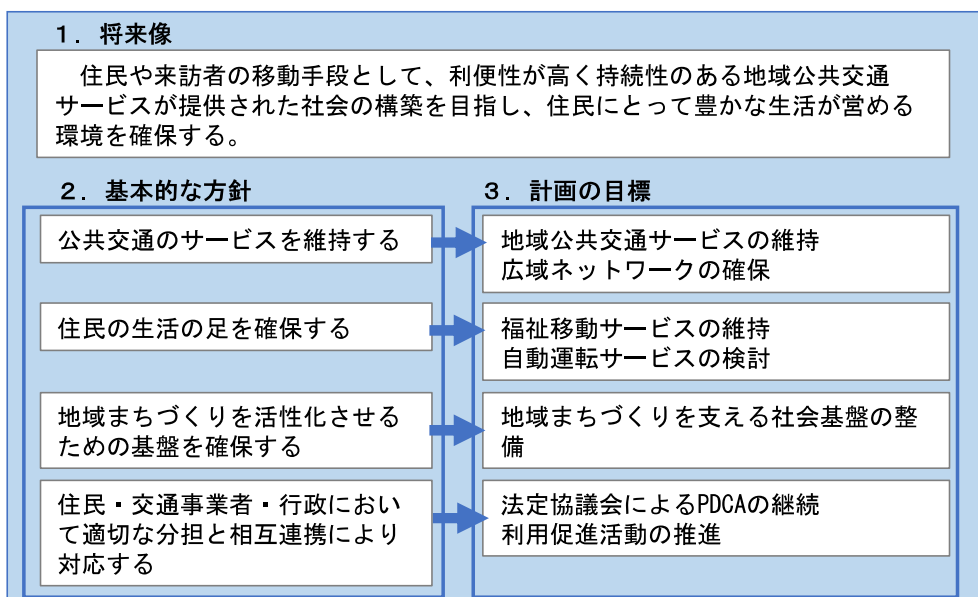 1．将来像
住民や来訪者の移動手段として、利便性が高く持続性のある地域公共交通
サービスが提供された社会の構築を目指し、住民にとって豊かな生活が営める
環境を確保する。
2．基本的な方針
公共交通のサービスを維持する
住民の生活の足を確保する
地域まちづくりを活性化させる
ための基盤を確保する
住民・交通事業者・行政におい
て適切な分担と相互連携により
対応する
3．計画の目標
地域公共交通サービスの維持
広域ネットワークの確保
福祉移動サービスの維持
自動運転サービスの検討
地域まちづくりを支える社会基盤の整
備
法定協議会によるPDCAの継続
利用促進活動の推進